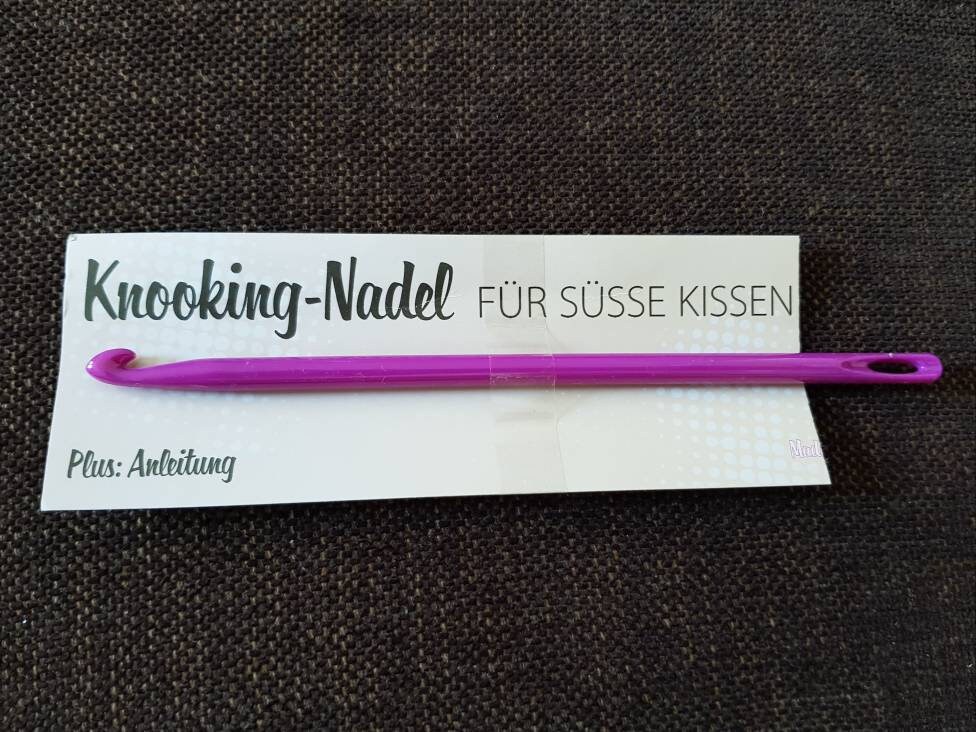 Knooking-Nadel FÜR SÜSSE KISSEN
Plus: Anleitung